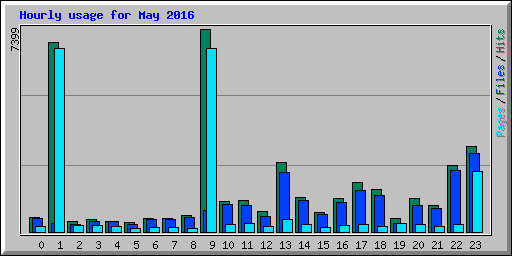 Hourly usage for May 2016
7399
Pages/Files/Hits
0 1 2 3 4 5 6 7 8 9 10 11 12 13 14 15 16 17 18 19 20 21 22 23